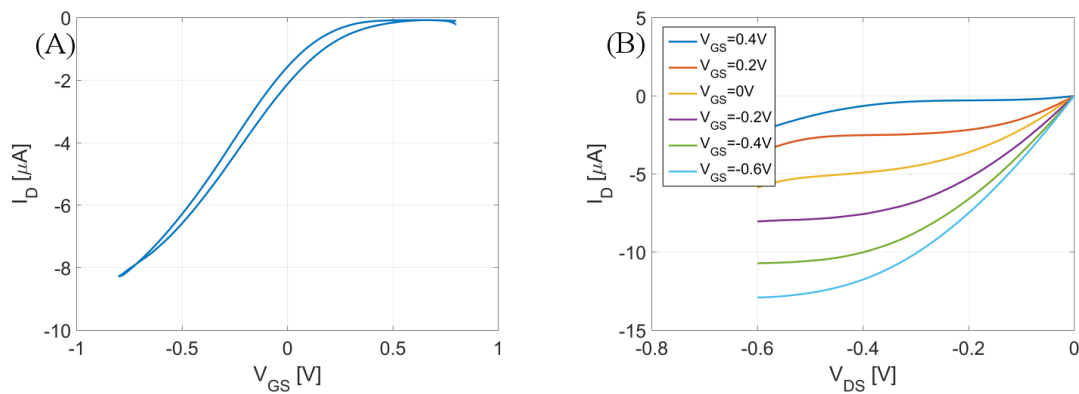 (A)
I_D [μA]
0
-2
-4
-6
-8
-10
-1
-0.5
0
0.5
1
V_GS [V]
(B)
V_GS=0.4V
V_GS=0.2V
V_GS=0V
V_GS=-0.2V
V_GS=-0.4V
V_GS=-0.6V
I_D [μA]
5
0
-5
-10
-15
-0.8
-0.6
-0.4
-0.2
0
V_DS [V]